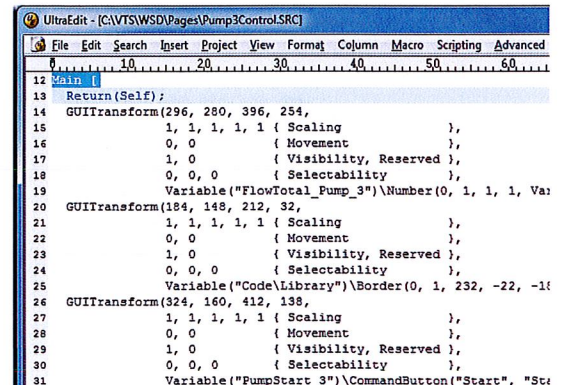 UltraEdit - [C:\VTS\WSD\Pages\Pump3Control.SRC]
File Edit Search Insert Project View Format Column Macro Scripting Advanced
0 10 20 30 40 50 60
12 Main [
13 Return(Self);
14 GUITransform(296, 280, 396, 254,
15 1, 1, 1, 1, 1 { Scaling },
16 0, 0 { Movement },
17 1, 0 { Visibility, Reserved },
18 0, 0, 0 { Selectability },
19 Variable("FlowTotal_Pump_3")\Number(0, 1, 1, 1, Var
20 GUITransform(184, 148, 212, 32,
21 1, 1, 1, 1, 1 { Scaling },
22 0, 0 { Movement },
23 1, 0 { Visibility, Reserved },
24 0, 0, 0 { Selectability },
25 Variable("Code\Library")\Border(0, 1, 232, -22, -18
26 GUITransform(324, 160, 412, 138,
27 1, 1, 1, 1, 1 { Scaling },
28 0, 0 { Movement },
29 1, 0 { Visibility, Reserved },
30 0, 0, 0 { Selectability },
31 Variable("PumpStart_3")\CommandButton("Start", "Sta